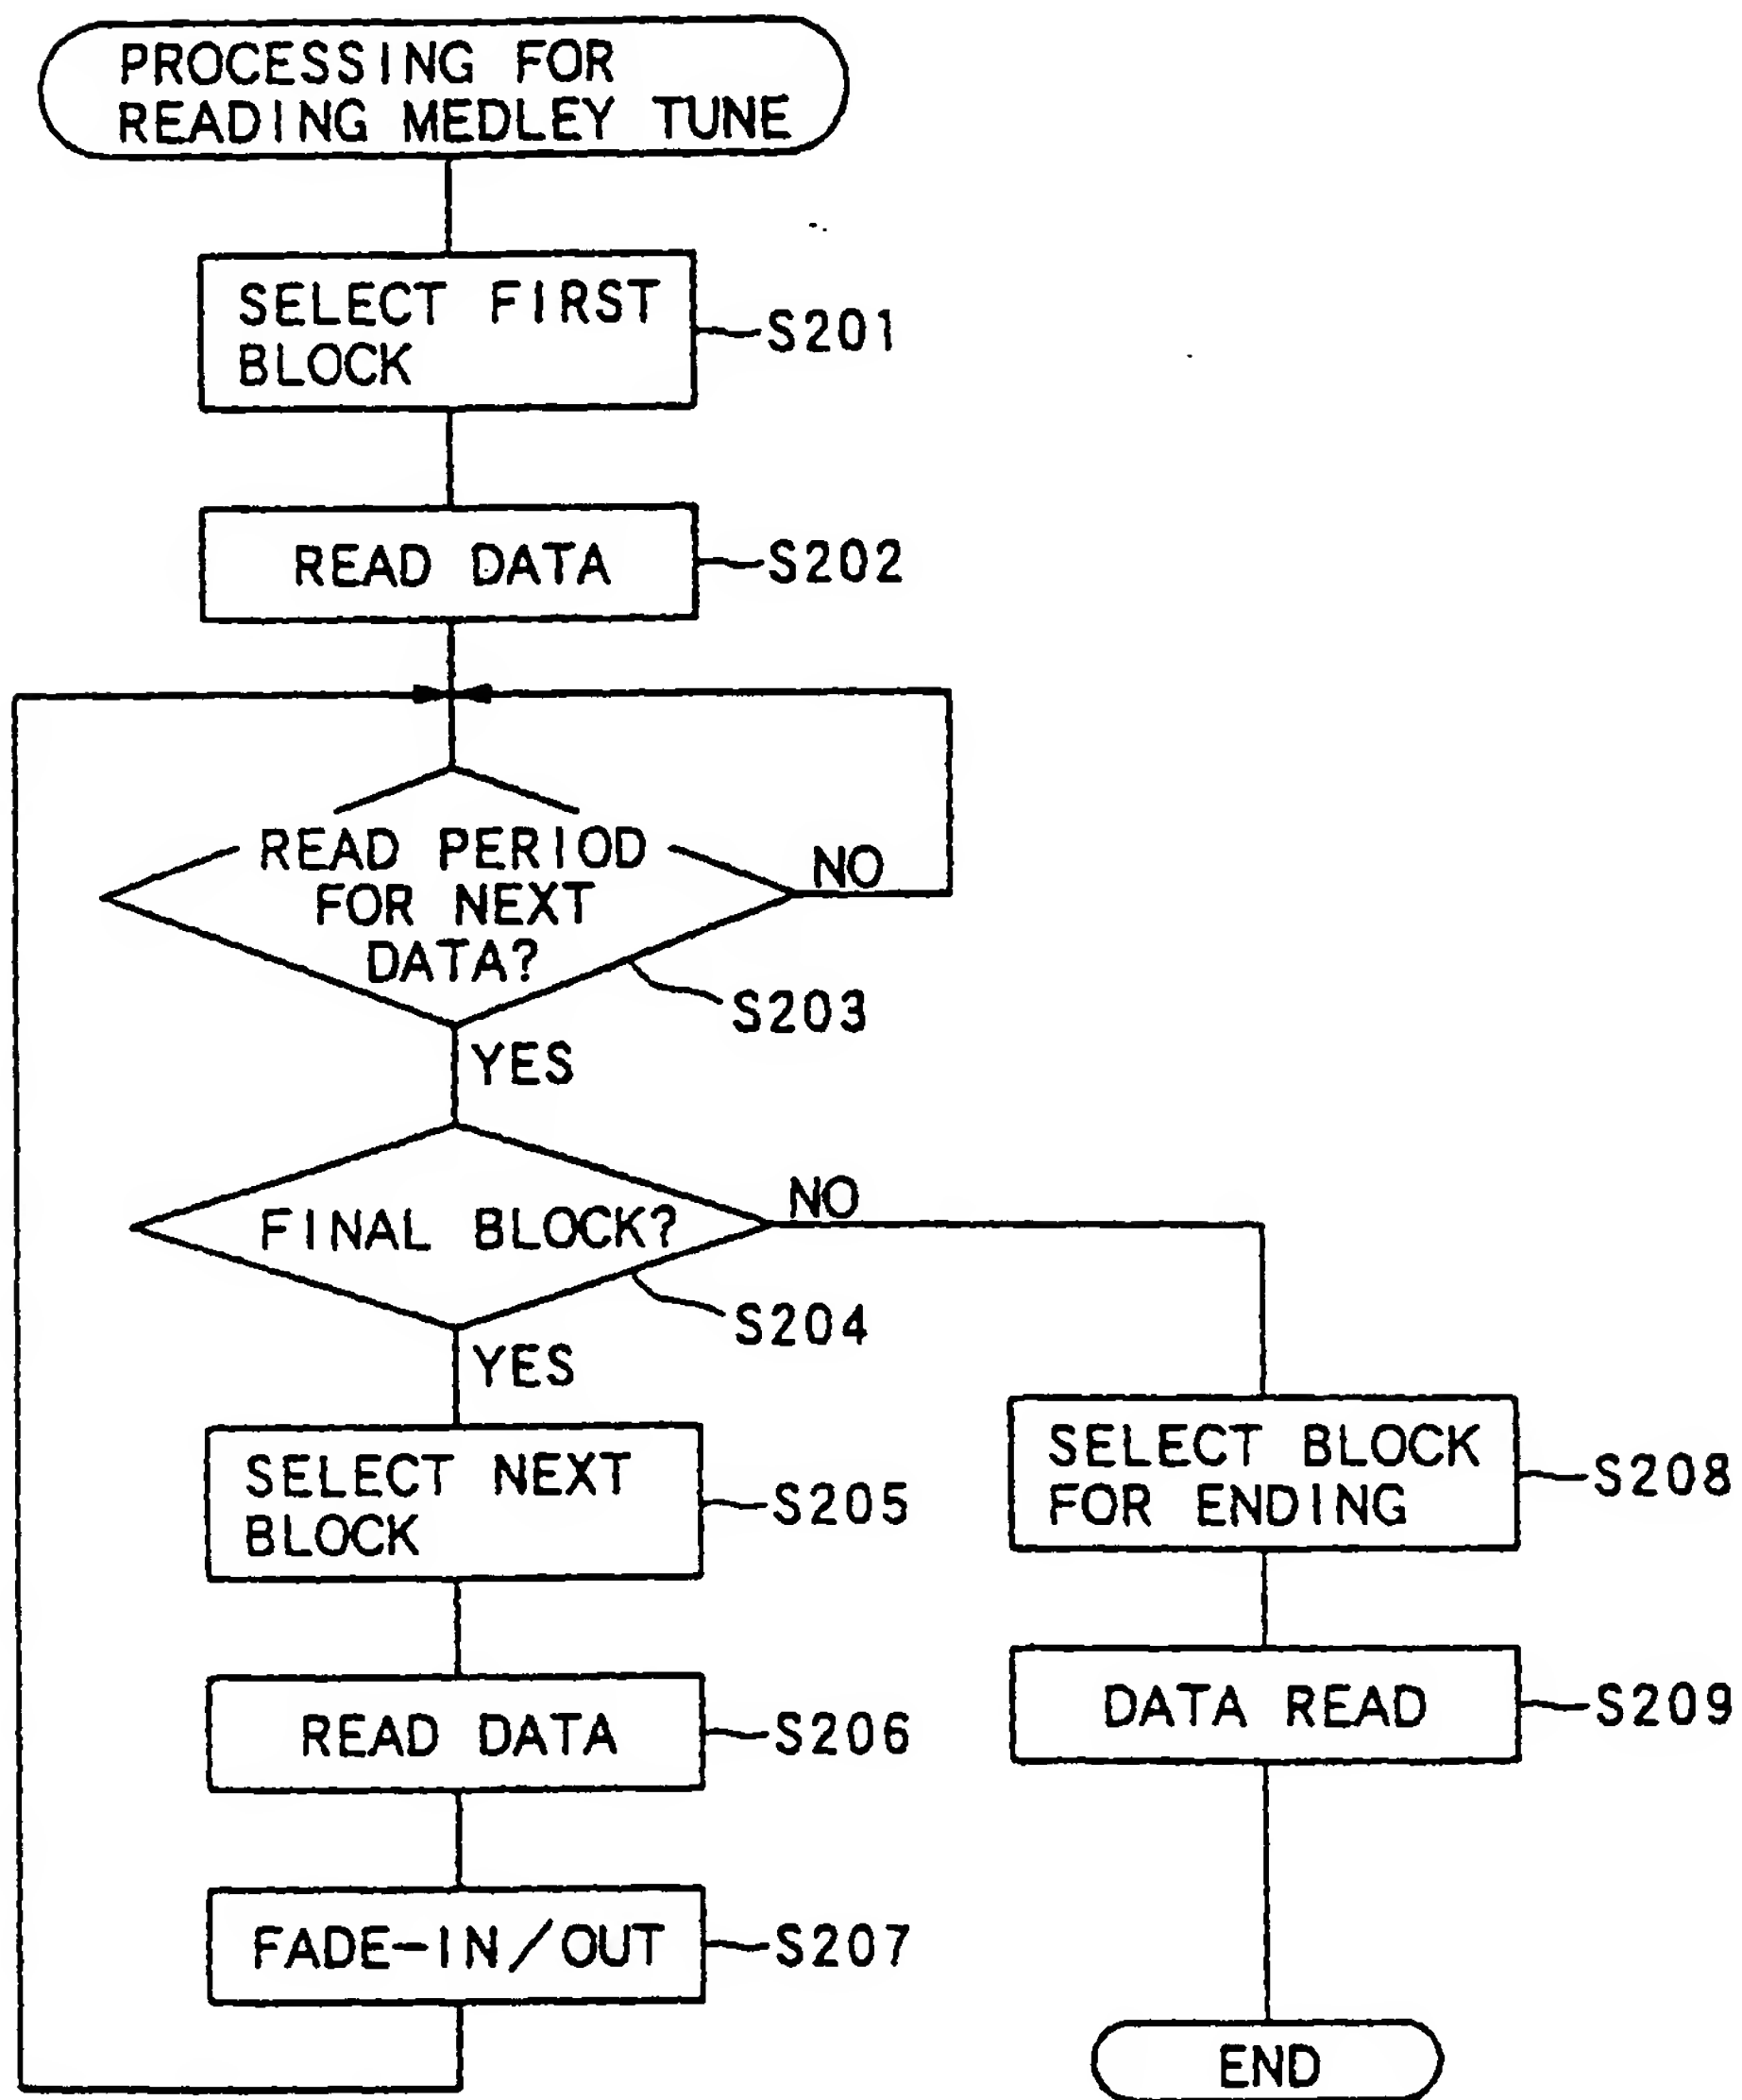 PROCESSING FOR
READING MEDLEY TUNE
SELECT FIRST
BLOCK
S201
READ DATA
S202
READ PERIOD
FOR NEXT
DATA?
NO
S203
YES
FINAL BLOCK?
NO
S204
YES
SELECT NEXT
BLOCK
S205
SELECT BLOCK
FOR ENDING
S208
READ DATA
S206
DATA READ
S209
FADE-IN/OUT
S207
END